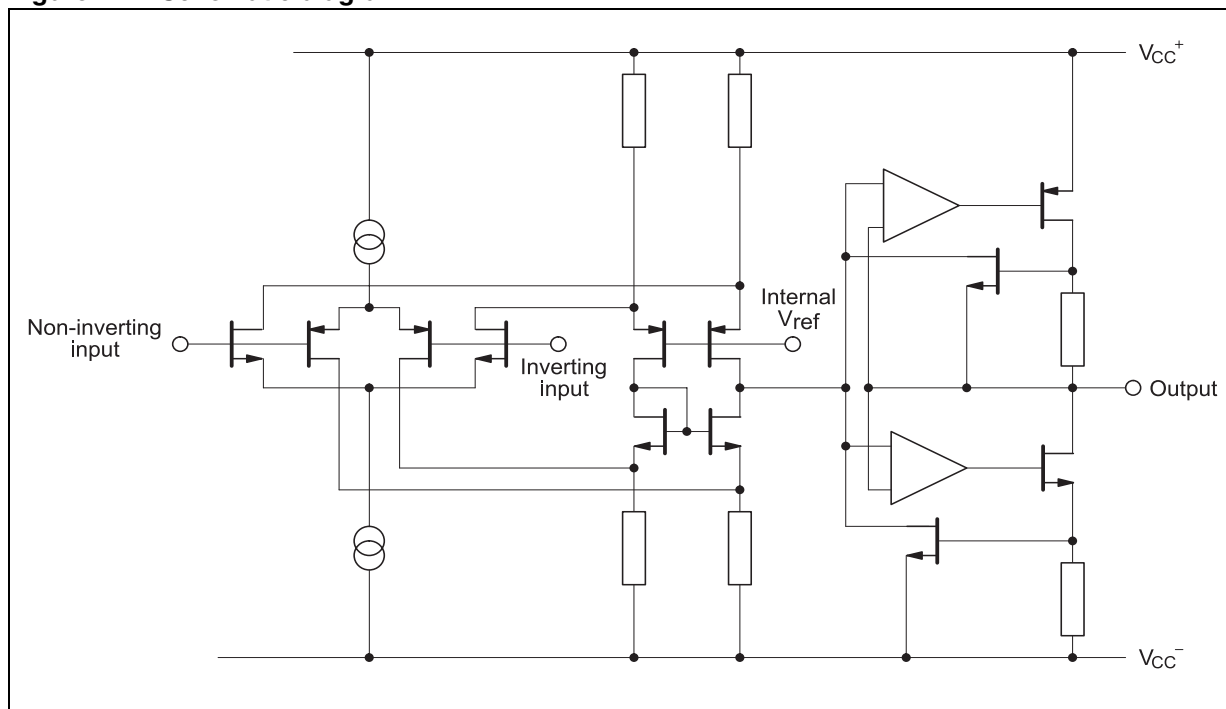 VCC+
Non-inverting
input
Inverting
input
Internal
Vref
Output
VCC−